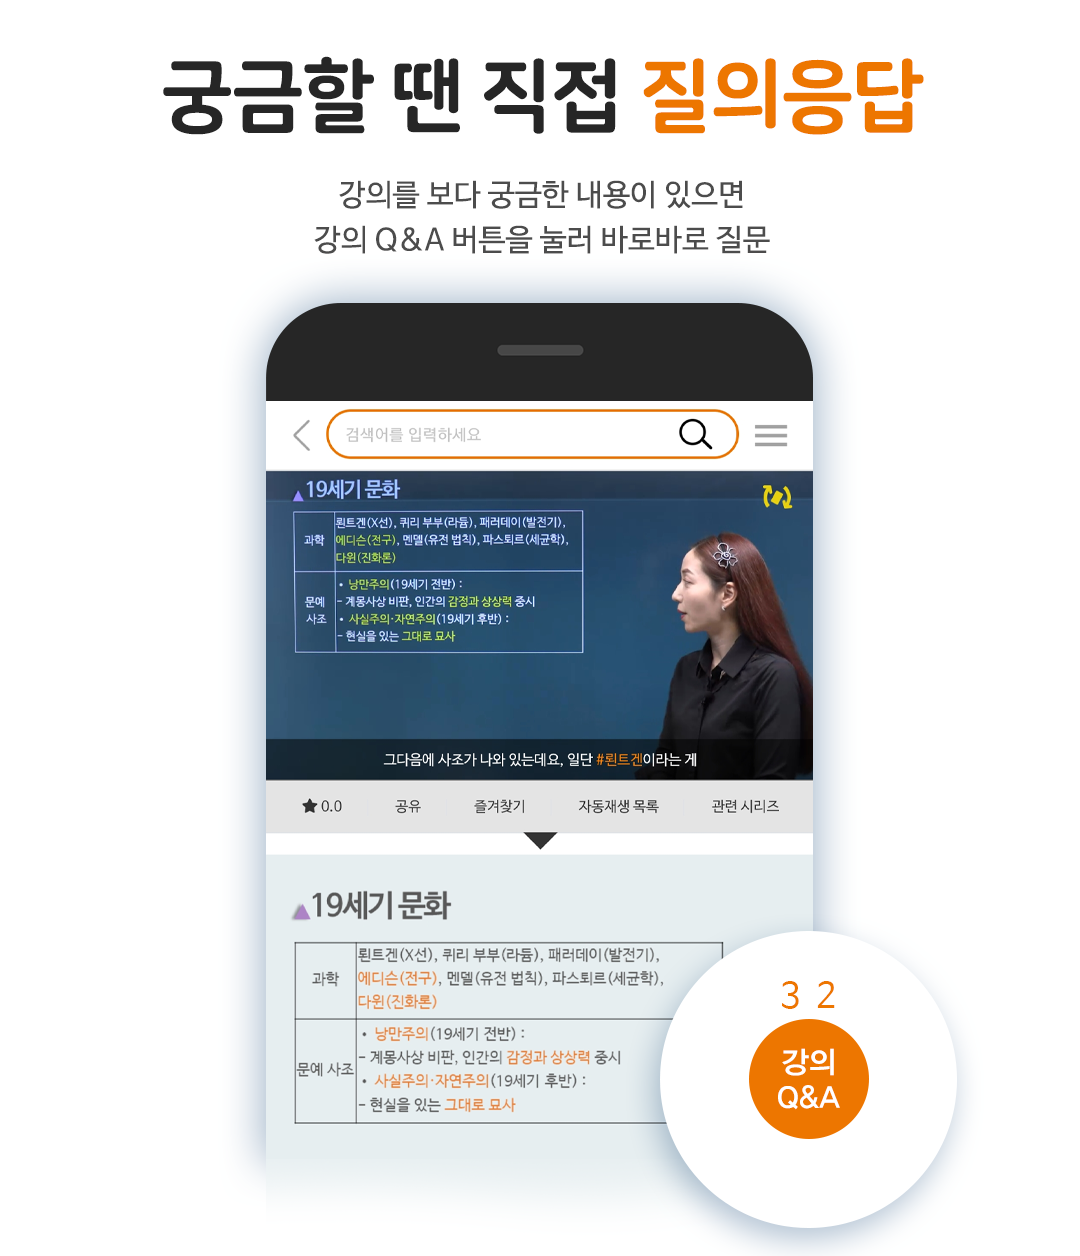 궁금할 땐 직접 질의응답
강의를 보다 궁금한 내용이 있으면
강의 Q&A 버튼을 눌러 바로바로 질문
검색어를 입력하세요
▲19세기 문화
과학
뢴트겐(X선), 퀴리 부부(라듐), 패러데이(발전기),
에디슨(전구), 멘델(유전 법칙), 파스퇴르(세균학),
다윈(진화론)
문예
사조
• 낭만주의(19세기 전반) :
- 계몽사상 비판, 인간의 감정과 상상력 중시
• 사실주의·자연주의(19세기 후반) :
- 현실을 있는 그대로 묘사
그다음에 사조가 나와 있는데요, 일단 #뢴트겐이라는 게
★ 0.0 공유 즐겨찾기 자동재생 목록 관련 시리즈
▲19세기 문화
과학
뢴트겐(X선), 퀴리 부부(라듐), 패러데이(발전기),
에디슨(전구), 멘델(유전 법칙), 파스퇴르(세균학),
다윈(진화론)
문예 사조
• 낭만주의(19세기 전반) :
- 계몽사상 비판, 인간의 감정과 상상력 중시
• 사실주의·자연주의(19세기 후반) :
- 현실을 있는 그대로 묘사
3 2
강의
Q&A